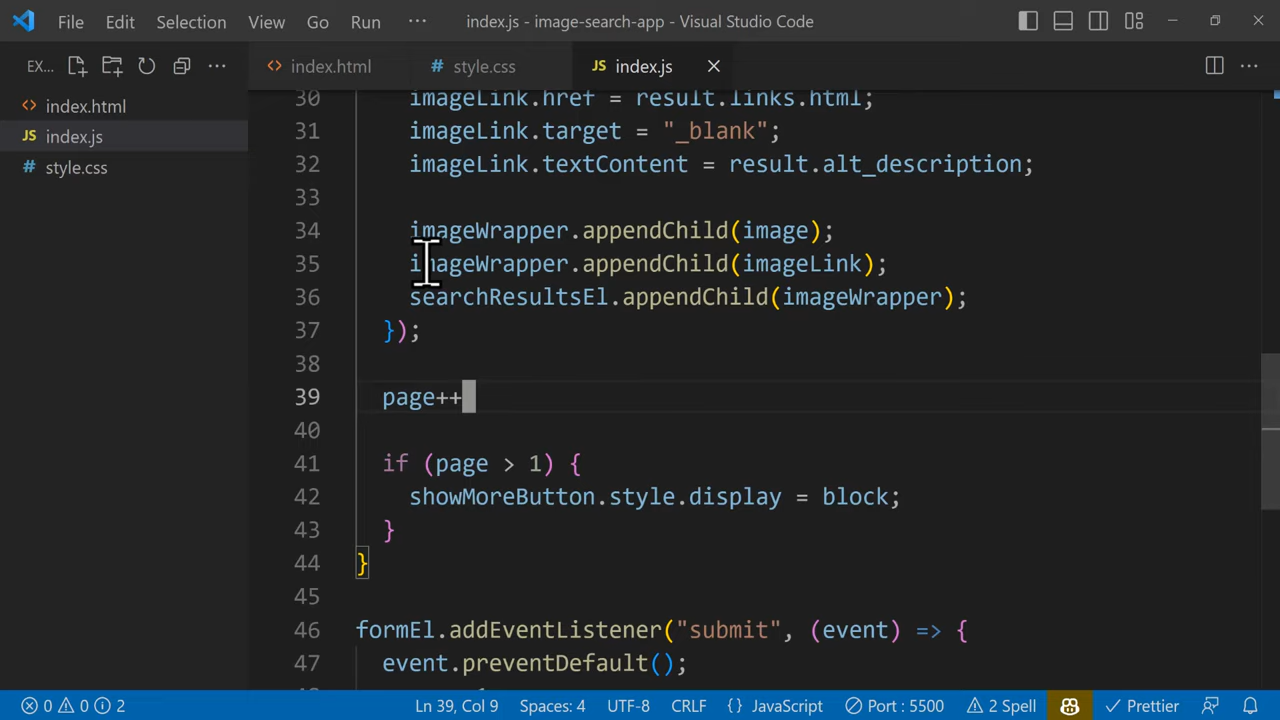 File Edit Selection View Go Run ··· index.js - image-search-app - Visual Studio Code
EX... ··· <> index.html # style.css JS index.js ···
<> index.html
JS index.js
# style.css
30 imageLink.href = result.links.html;
31 imageLink.target = "_blank";
32 imageLink.textContent = result.alt_description;
33
34 imageWrapper.appendChild(image);
35 imageWrapper.appendChild(imageLink);
36 searchResultsEl.appendChild(imageWrapper);
37 });
38
39 page++
40
41 if (page > 1) {
42 showMoreButton.style.display = block;
43 }
44 }
45
46 formEl.addEventListener("submit", (event) => {
47 event.preventDefault();
0 0 2 Ln 39, Col 9 Spaces: 4 UTF-8 CRLF {} JavaScript Port : 5500 2 Spell Prettier